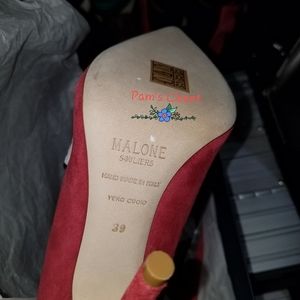 Pam's Closet
MALONE
SOULIERS
HAND MADE IN ITALY
VERO CUOIO
39